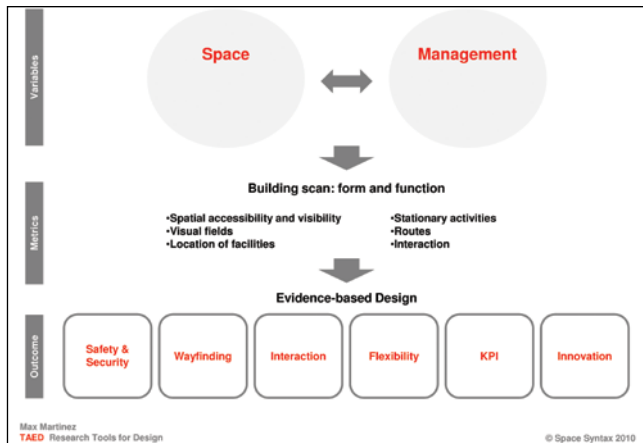 Variables
Space
Management
Metrics
Building scan: form and function
•Spatial accessibility and visibility
•Visual fields
•Location of facilities
•Stationary activities
•Routes
•Interaction
Evidence-based Design
Outcome
Safety &
Security
Wayfinding
Interaction
Flexibility
KPI
Innovation
Max Martinez
TAED Research Tools for Design
© Space Syntax 2010